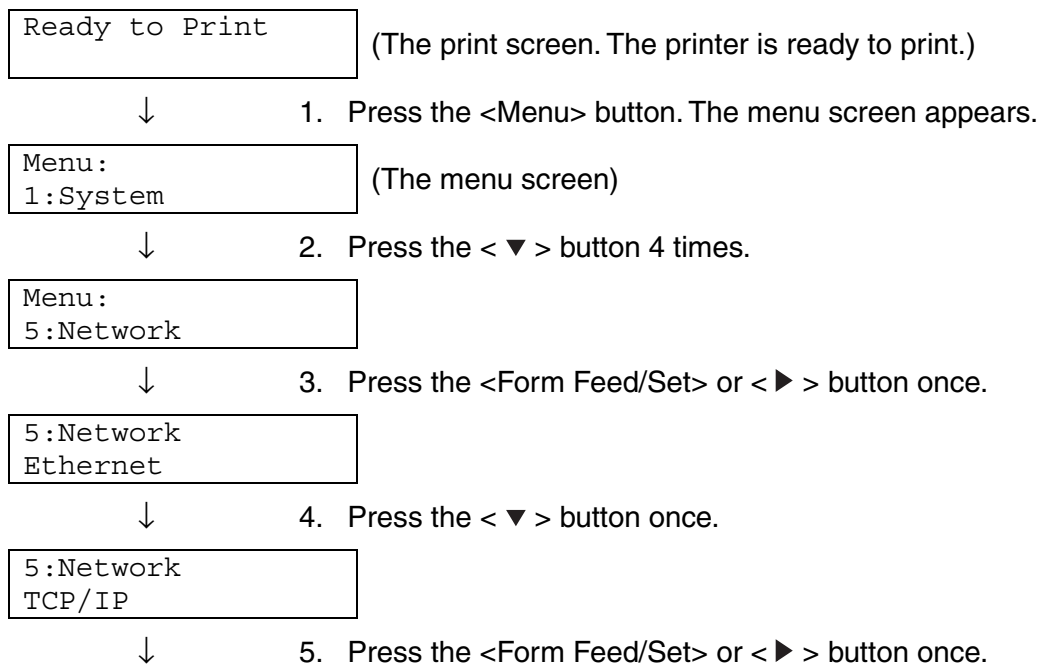 Ready to Print
(The print screen. The printer is ready to print.)
↓ 1. Press the <Menu> button. The menu screen appears.
Menu:
1:System
(The menu screen)
↓ 2. Press the < ▼ > button 4 times.
Menu:
5:Network
↓ 3. Press the <Form Feed/Set> or < ▶ > button once.
5:Network
Ethernet
↓ 4. Press the < ▼ > button once.
5:Network
TCP/IP
↓ 5. Press the <Form Feed/Set> or < ▶ > button once.